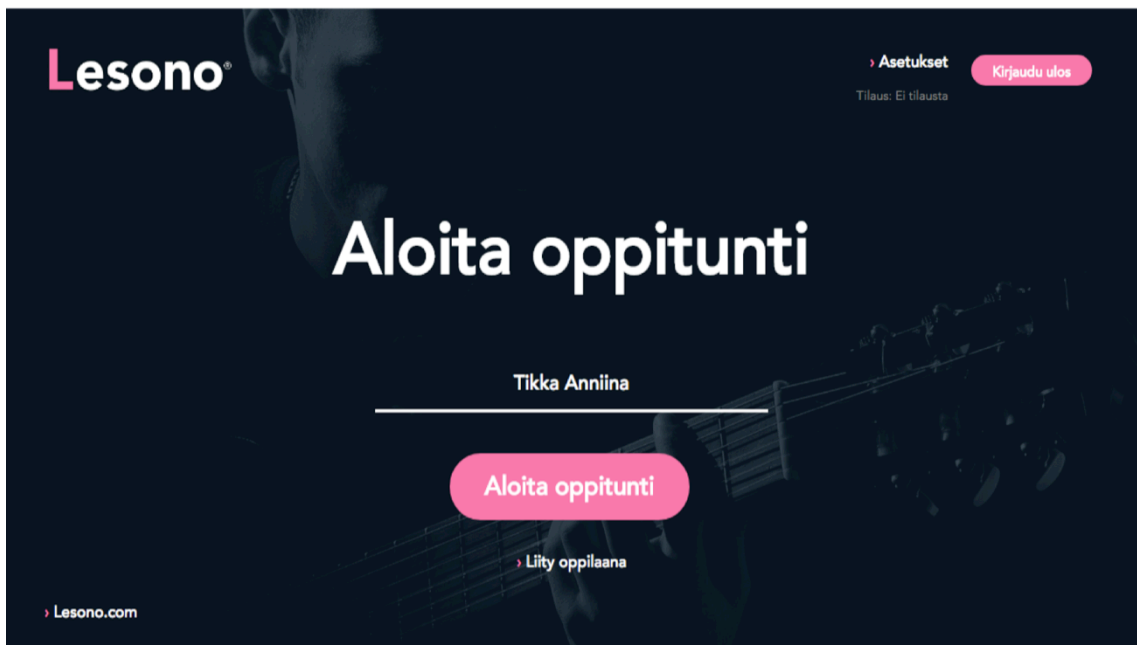 Lesono®
› Asetukset
Kirjaudu ulos
Tilaus: Ei tilausta
Aloita oppitunti
Tikka Anniina
Aloita oppitunti
› Liity oppilaana
› Lesono.com